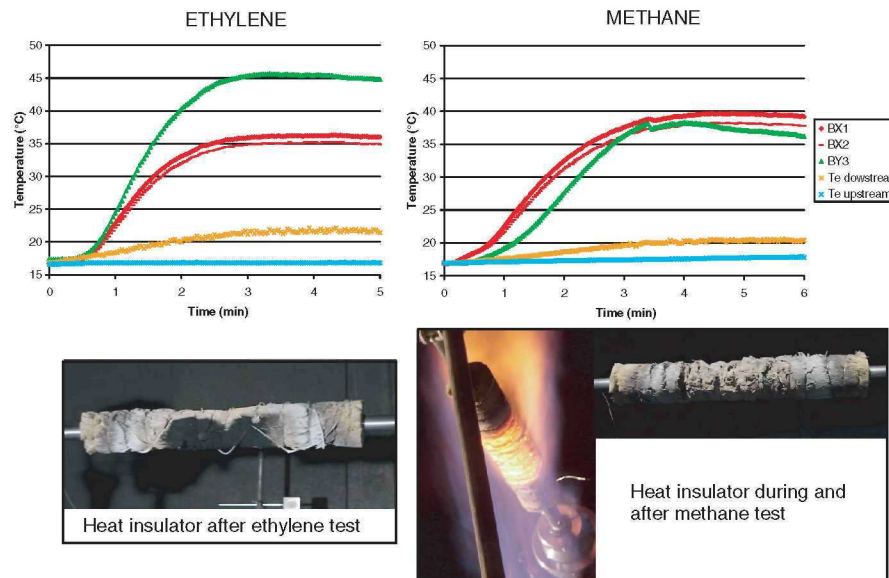 ETHYLENE
50
45
40
35
30
25
20
15
Temperature (°C)
0 1 2 3 4 5
Time (min)
METHANE
50
45
40
35
30
25
20
15
Temperature (°C)
0 1 2 3 4 5 6
Time (min)
BX1
BX2
BY3
Te dowstream
Te upstream
Heat insulator after ethylene test
Heat insulator during and
after methane test